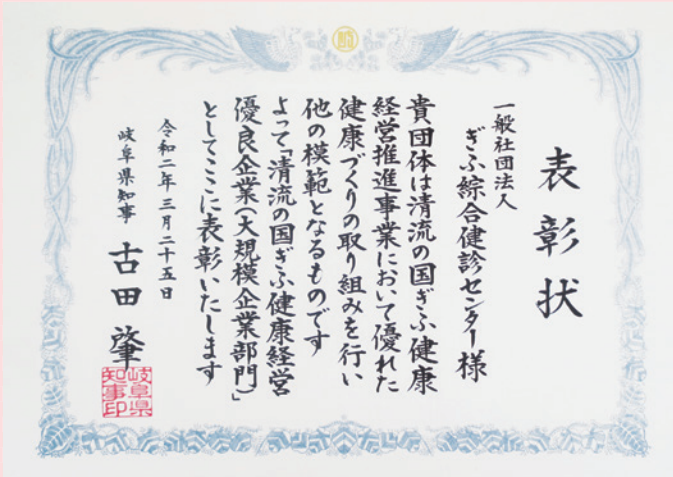 表彰状
一般社団法人
ぎふ綜合健診センター様
貴団体は清流の国ぎふ健康
経営推進事業において優れた
健康づくりの取り組みを行い
他の模範となるものです
よって「清流の国ぎふ健康経営
優良企業(大規模企業部門)」
としてここに表彰いたします
令和二年三月二十五日
岐阜県知事 古田肇
岐阜県
知事印